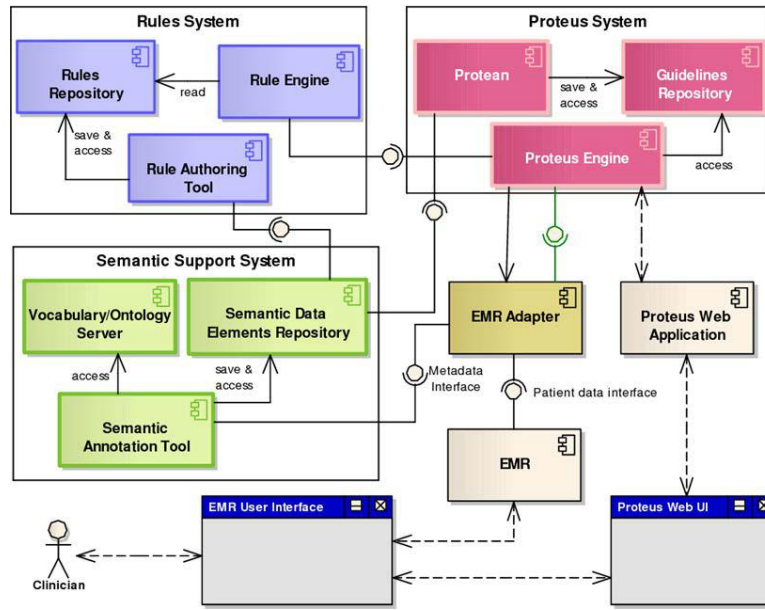 Rules System
Proteus System
Rules
Repository
Rule Engine
read
save &
access
Rule Authoring
Tool
Protean
save &
access
Guidelines
Repository
Proteus Engine
access
Semantic Support System
Vocabulary/Ontology
Server
Semantic Data
Elements Repository
access
save &
access
Semantic
Annotation Tool
EMR Adapter
Proteus Web
Application
Metadata
Interface
Patient data interface
EMR
EMR User Interface
Proteus Web UI
Clinician